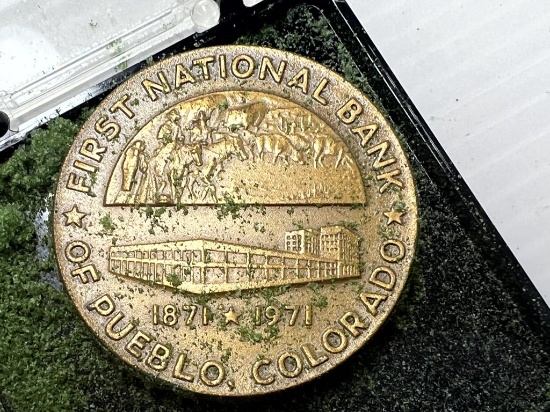 FIRST NATIONAL BANK
1871 ★ 1971
OF PUEBLO, COLORADO